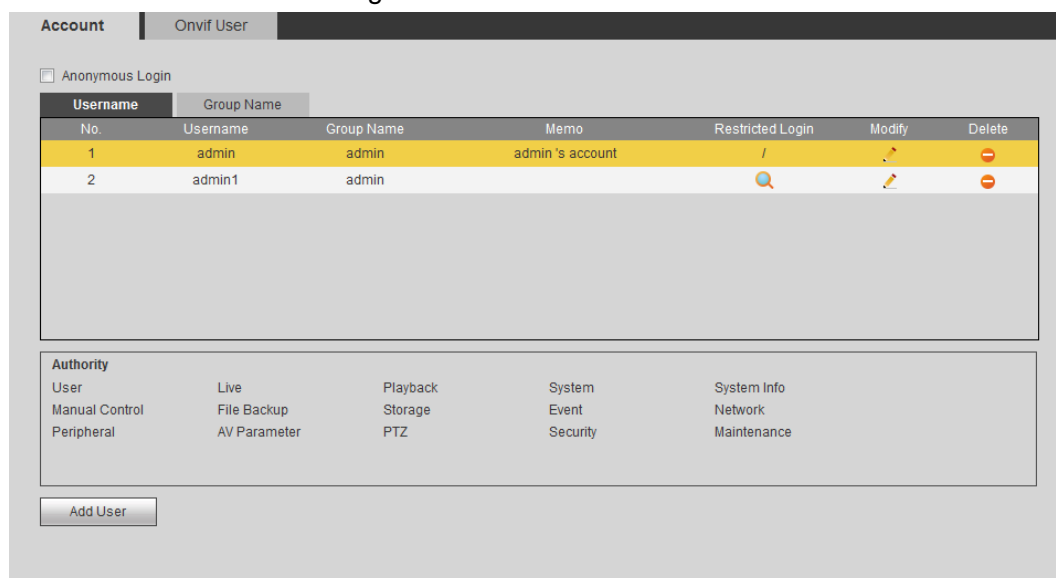 Account Onvif User
Anonymous Login
Username Group Name
No. Username Group Name Memo Restricted Login Modify Delete
1 admin admin admin 's account /
2 admin1 admin
Authority
User Live Playback System System Info
Manual Control File Backup Storage Event Network
Peripheral AV Parameter PTZ Security Maintenance
Add User